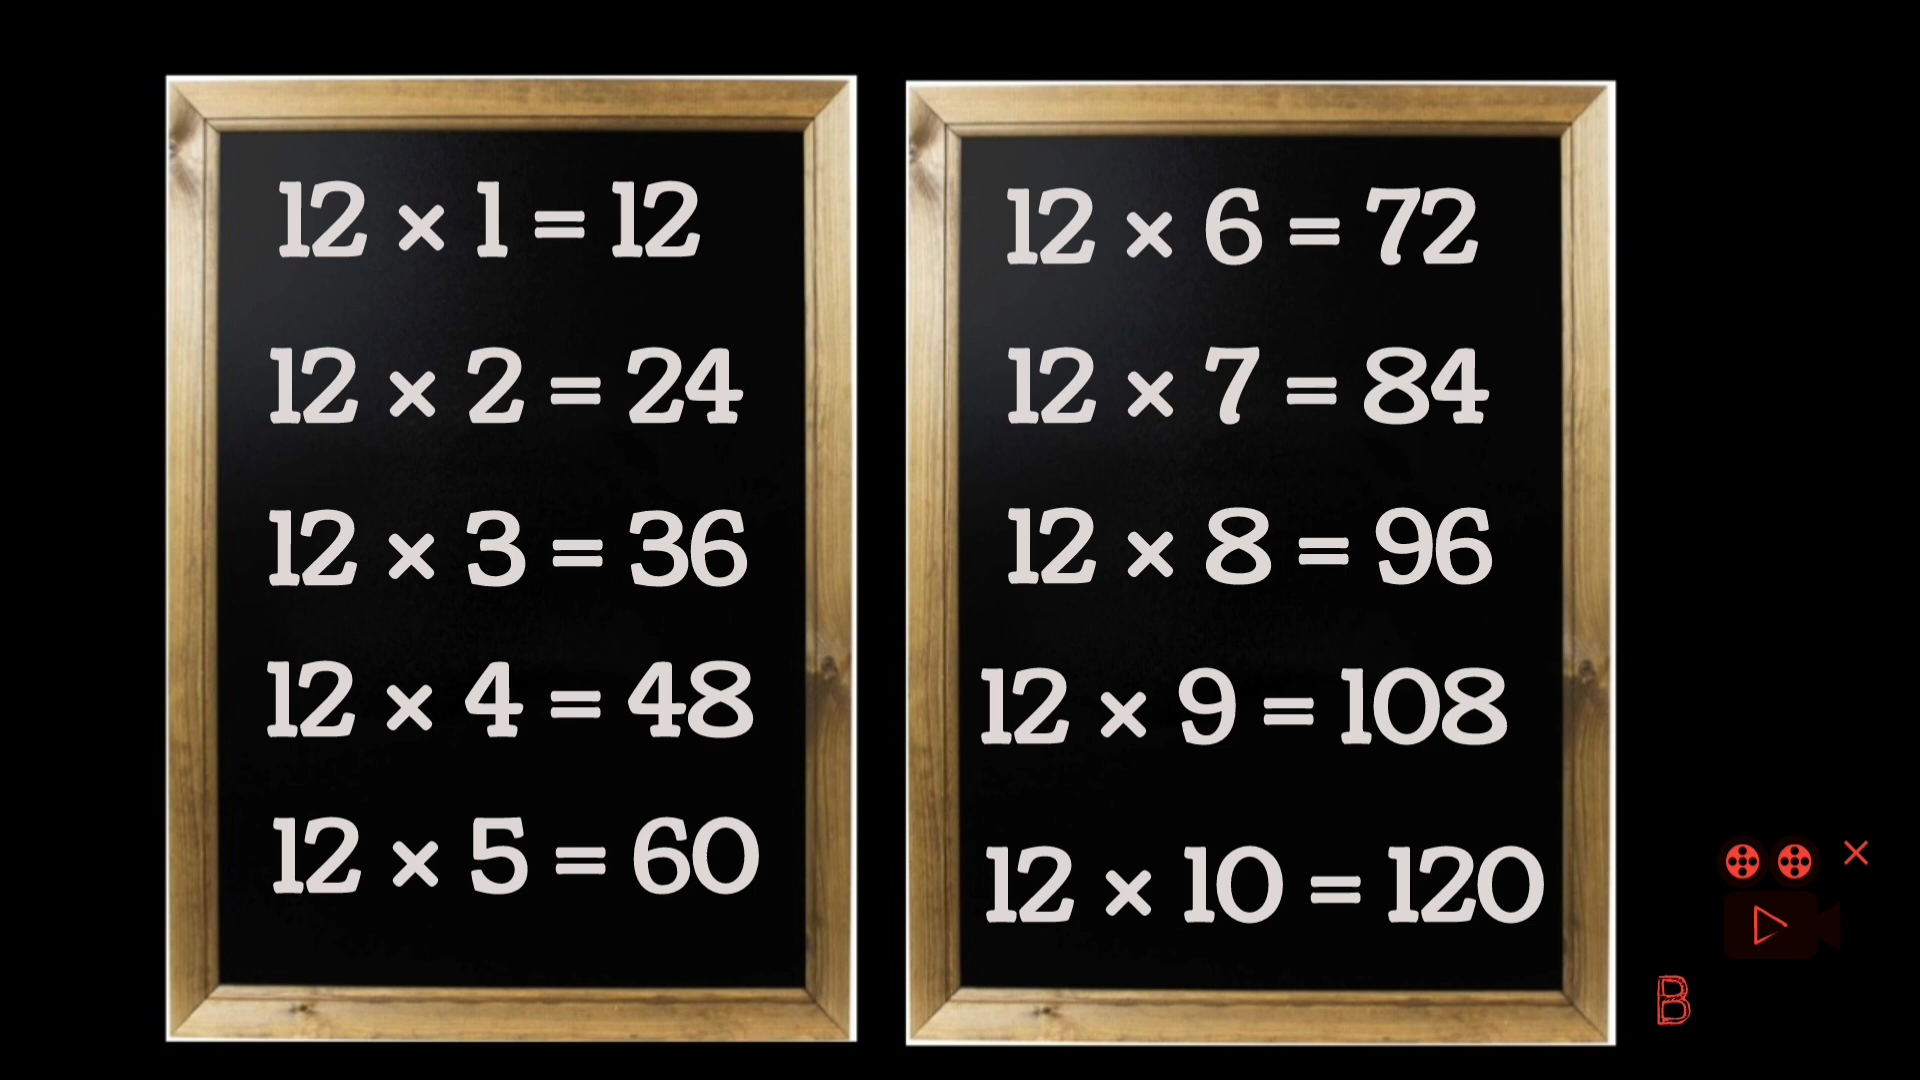 12 × 1 = 12
12 × 2 = 24
12 × 3 = 36
12 × 4 = 48
12 × 5 = 60
12 × 6 = 72
12 × 7 = 84
12 × 8 = 96
12 × 9 = 108
12 × 10 = 120
B